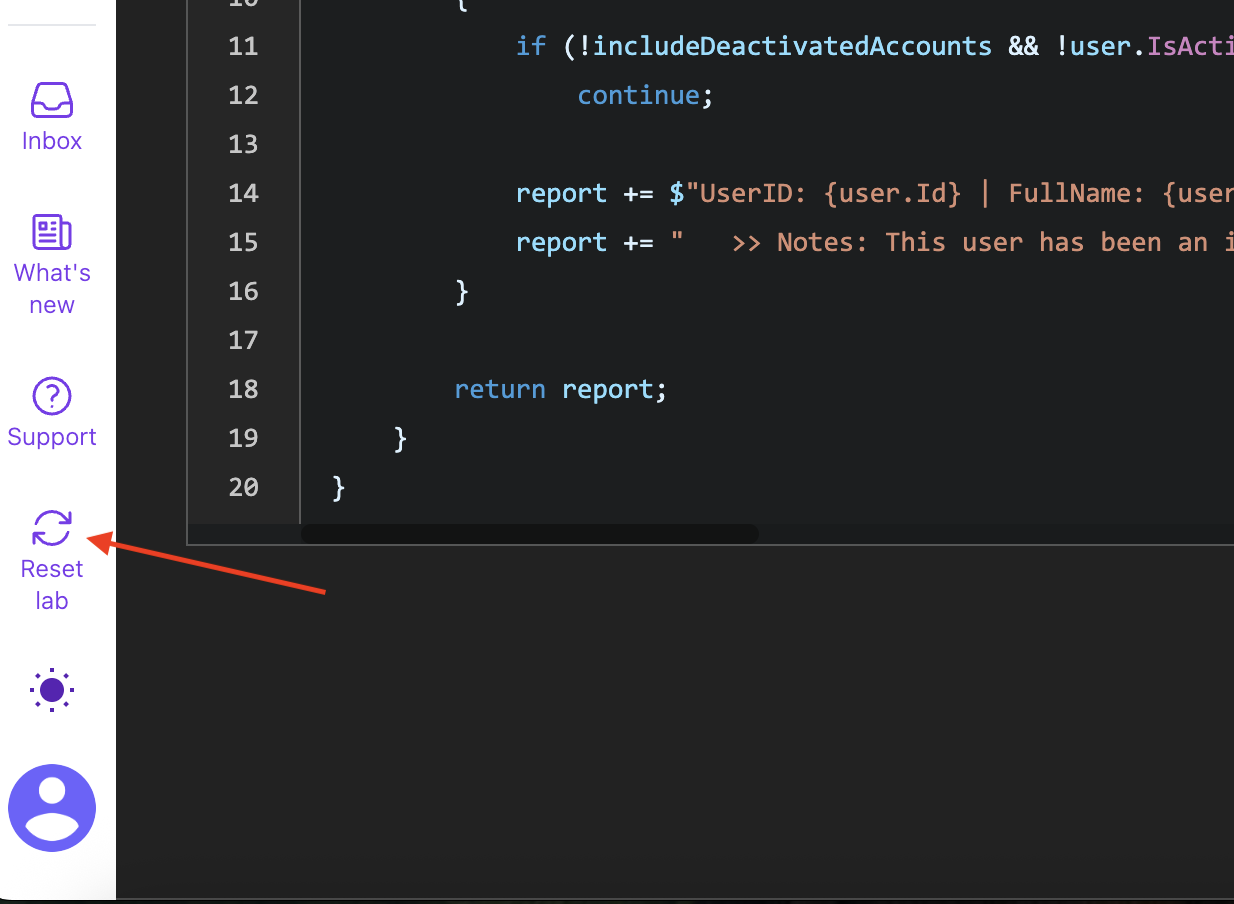 Inbox
What's
new
Support
Reset
lab
10 {
11 if (!includeDeactivatedAccounts && !user.IsActi
12 continue;
13
14 report += $"UserID: {user.Id} | FullName: {user
15 report += "   >> Notes: This user has been an i
16 }
17
18 return report;
19 }
20 }